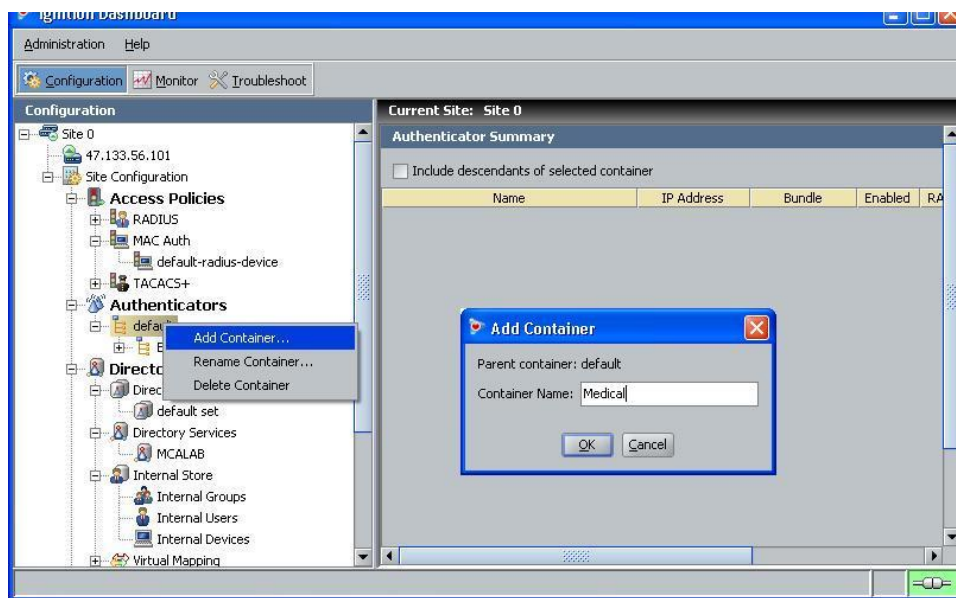 Ignition Dashboard
Administration Help
Configuration Monitor Troubleshoot
Configuration
Site 0
47.133.56.101
Site Configuration
Access Policies
RADIUS
MAC Auth
default-radius-device
TACACS+
Authenticators
Add Container...
Rename Container...
Delete Container
default set
Directory Services
MCALAB
Internal Store
Internal Groups
Internal Users
Internal Devices
Virtual Mapping
Current Site: Site 0
Authenticator Summary
Include descendants of selected container
Name IP Address Bundle Enabled RA
Add Container
Parent container: default
Container Name: Medical
OK Cancel